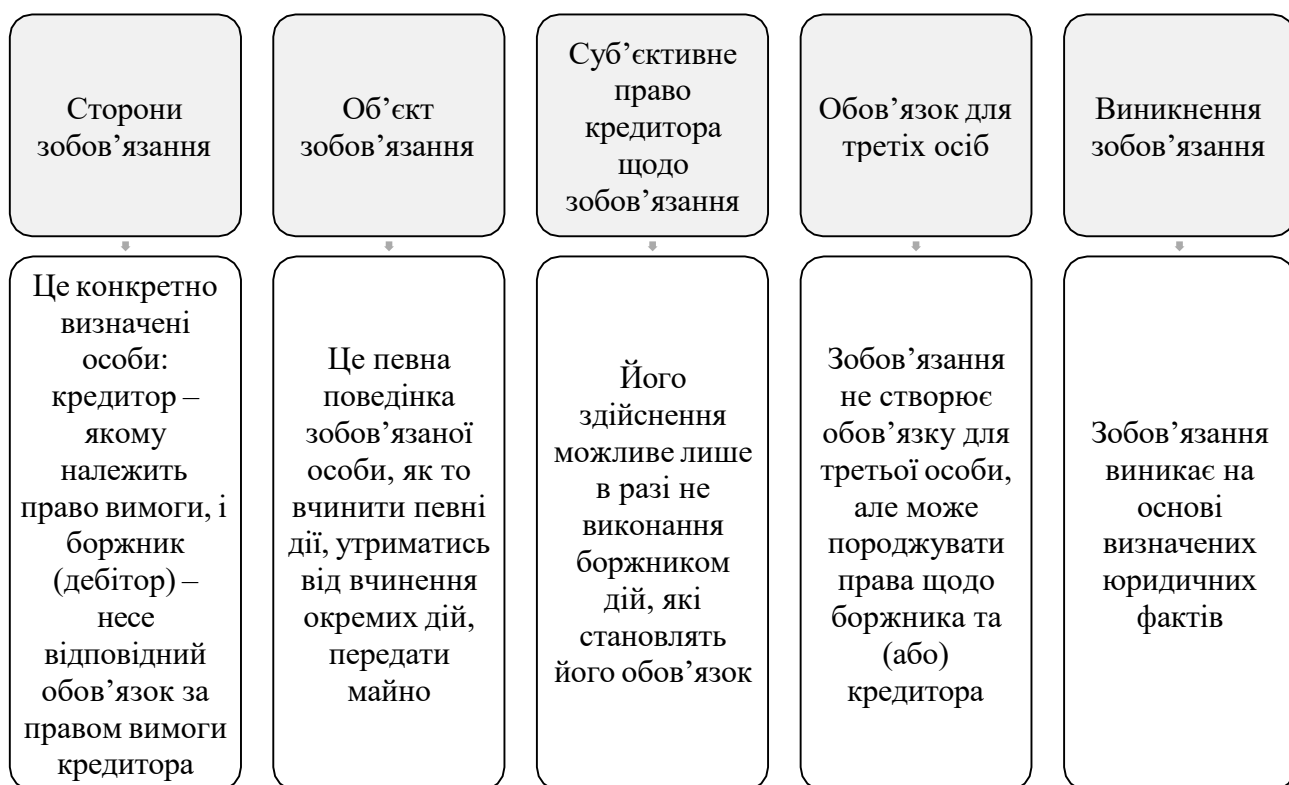 Сторони
зобов’язання
Об’єкт
зобов’язання
Суб’єктивне
право
кредитора
щодо
зобов’язання
Обов’язок для
третіх осіб
Виникнення
зобов’язання
Це конкретно
визначені
особи:
кредитор –
якому
належить
право вимоги, і
боржник
(дебітор) –
несе
відповідний
обов’язок за
правом вимоги
кредитора
Це певна
поведінка
зобов’язаної
особи, як то
вчинити певні
дії, утриматись
від вчинення
окремих дій,
передати
майно
Його
здійснення
можливе лише
в разі не
виконання
боржником
дій, які
становлять
його обов’язок
Зобов’язання
не створює
обов’язку для
третьої особи,
але може
породжувати
права щодо
боржника та
(або)
кредитора
Зобов’язання
виникає на
основі
визначених
юридичних
фактів